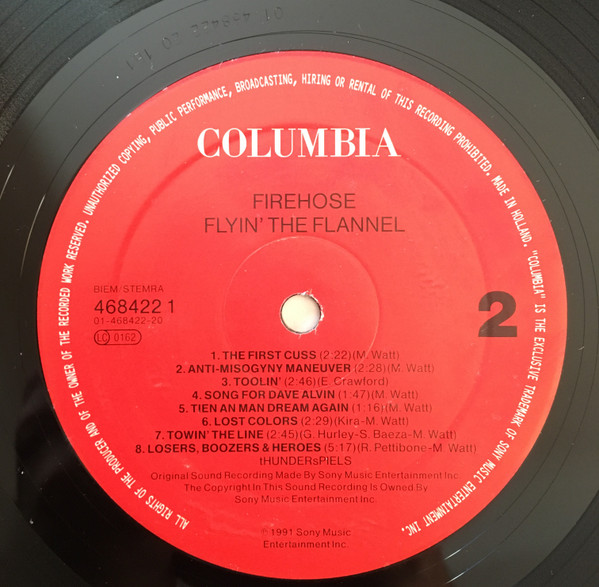 ALL RIGHTS OF THE PRODUCER AND OF THE OWNER OF THE RECORDED WORK RESERVED. UNAUTHORIZED COPYING, PUBLIC PERFORMANCE, BROADCASTING, HIRING OR RENTAL OF THIS RECORDING PROHIBITED. MADE IN HOLLAND. "COLUMBIA" IS THE EXCLUSIVE TRADEMARK OF SONY MUSIC ENTERTAINMENT INC.
COLUMBIA
FIREHOSE
FLYIN' THE FLANNEL
BIEM/STEMRA
468422 1
01-468422-20
LC 0162
2
1. THE FIRST CUSS (2:22)(M. Watt)
2. ANTI-MISOGYNY MANEUVER (2:28)(M. Watt)
3. TOOLIN' (2:46)(E. Crawford)
4. SONG FOR DAVE ALVIN (1:47)(M. Watt)
5. TIEN AN MAN DREAM AGAIN (1:16)(M. Watt)
6. LOST COLORS (2:29)(Kira-M. Watt)
7. TOWIN' THE LINE (2:45)(G. Hurley-S. Baeza-M. Watt)
8. LOSERS, BOOZERS & HEROES (5:17)(R. Pettibone-M. Watt)
tHUNDERsPIELS
Original Sound Recording Made By Sony Music Entertainment Inc.
The Copyright In This Sound Recording Is Owned By
Sony Music Entertainment Inc.
℗ 1991 Sony Music
Entertainment Inc.